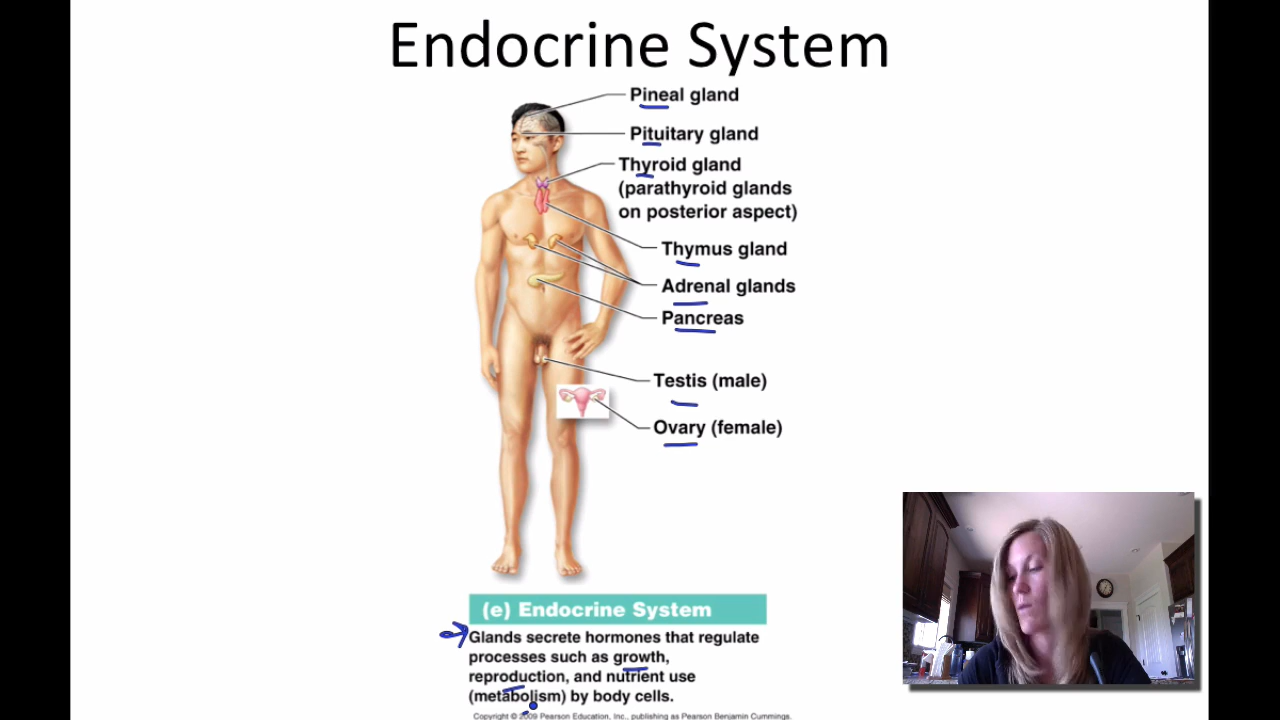 Endocrine System
Pineal gland
Pituitary gland
Thyroid gland
(parathyroid glands
on posterior aspect)
Thymus gland
Adrenal glands
Pancreas
Testis (male)
Ovary (female)
(e) Endocrine System
Glands secrete hormones that regulate
processes such as growth,
reproduction, and nutrient use
(metabolism) by body cells.
Copyright © 2009 Pearson Education, Inc., publishing as Pearson Benjamin Cummings.